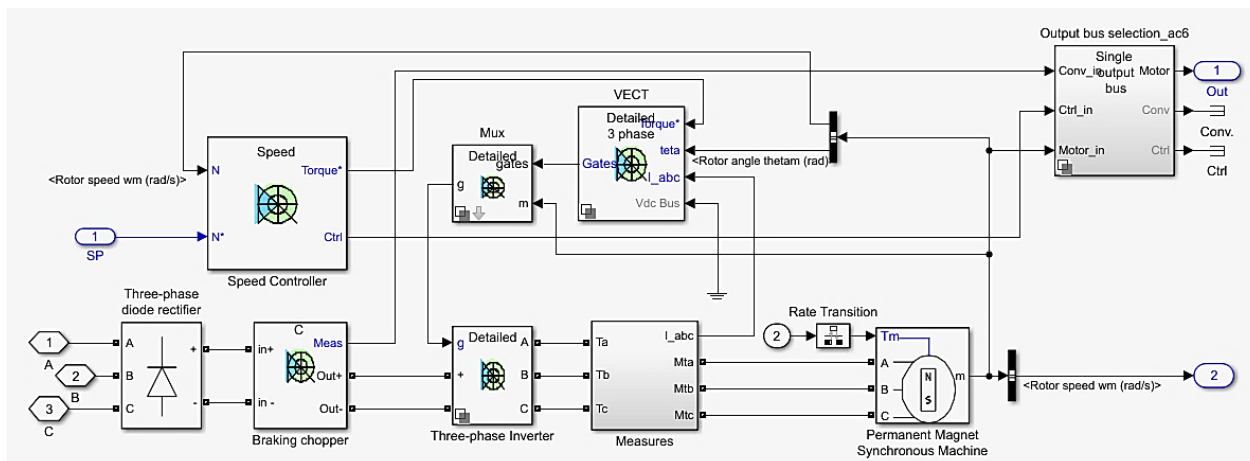 Output bus selection_ac6
Single
output
bus
Conv_in
Ctrl_in
Motor_in
Motor
Conv
Ctrl
1
Out
Conv.
Ctrl
VECT
Detailed
3 phase
Torque*
teta
I_abc
Vdc Bus
Gates
<Rotor angle thetam (rad)>
Mux
Detailed
gates
g
m
Speed
N
Torque*
N*
Ctrl
Speed Controller
<Rotor speed wm (rad/s)>
1
SP
Three-phase
diode rectifier
1
A
2
B
3
C
A
B
C
+
-
C
in+
in -
Meas
Out+
Out-
Braking chopper
Detailed
g
+
A
B
C
Three-phase Inverter
Ta
Tb
Tc
I_abc
Mta
Mtb
Mtc
Measures
2
Rate Transition
Tm
A
B
C
N
S
m
Permanent Magnet
Synchronous Machine
<Rotor speed wm (rad/s)>
2